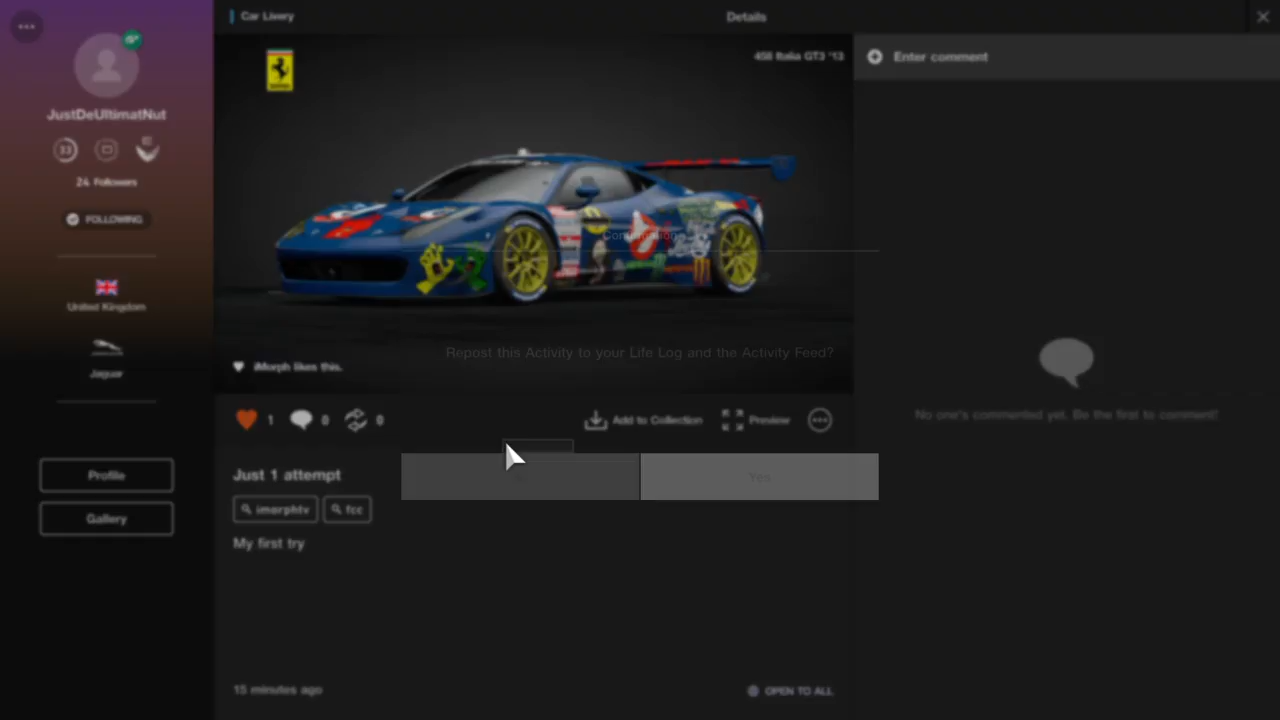 Car Livery
Details
458 Italia GT3 '13
Enter comment
JustDeUltimatNut
33
24 Followers
FOLLOWING
Confirmation
United Kingdom
Repost this Activity to your Life Log and the Activity Feed?
iMorph likes this.
Jaguar
1
0
0
Add to Collection
Preview
No one's commented yet. Be the first to comment!
Just 1 attempt
Profile
Yes
imorphtv
fcc
Gallery
My first try
15 minutes ago
OPEN TO ALL